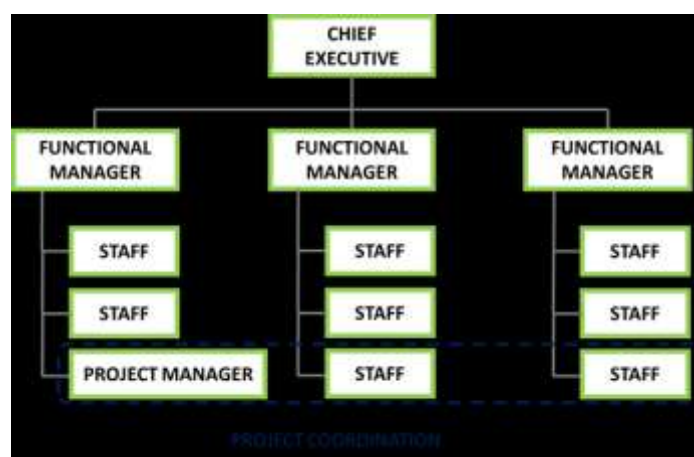 CHIEF
EXECUTIVE
FUNCTIONAL
MANAGER
FUNCTIONAL
MANAGER
FUNCTIONAL
MANAGER
STAFF
STAFF
STAFF
STAFF
STAFF
STAFF
PROJECT MANAGER
STAFF
STAFF
PROJECT COORDINATION